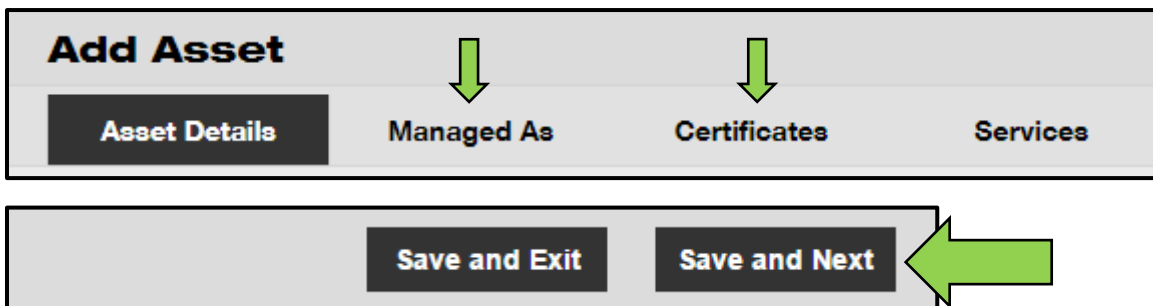 Add Asset
Asset Details Managed As Certificates Services
Save and Exit Save and Next